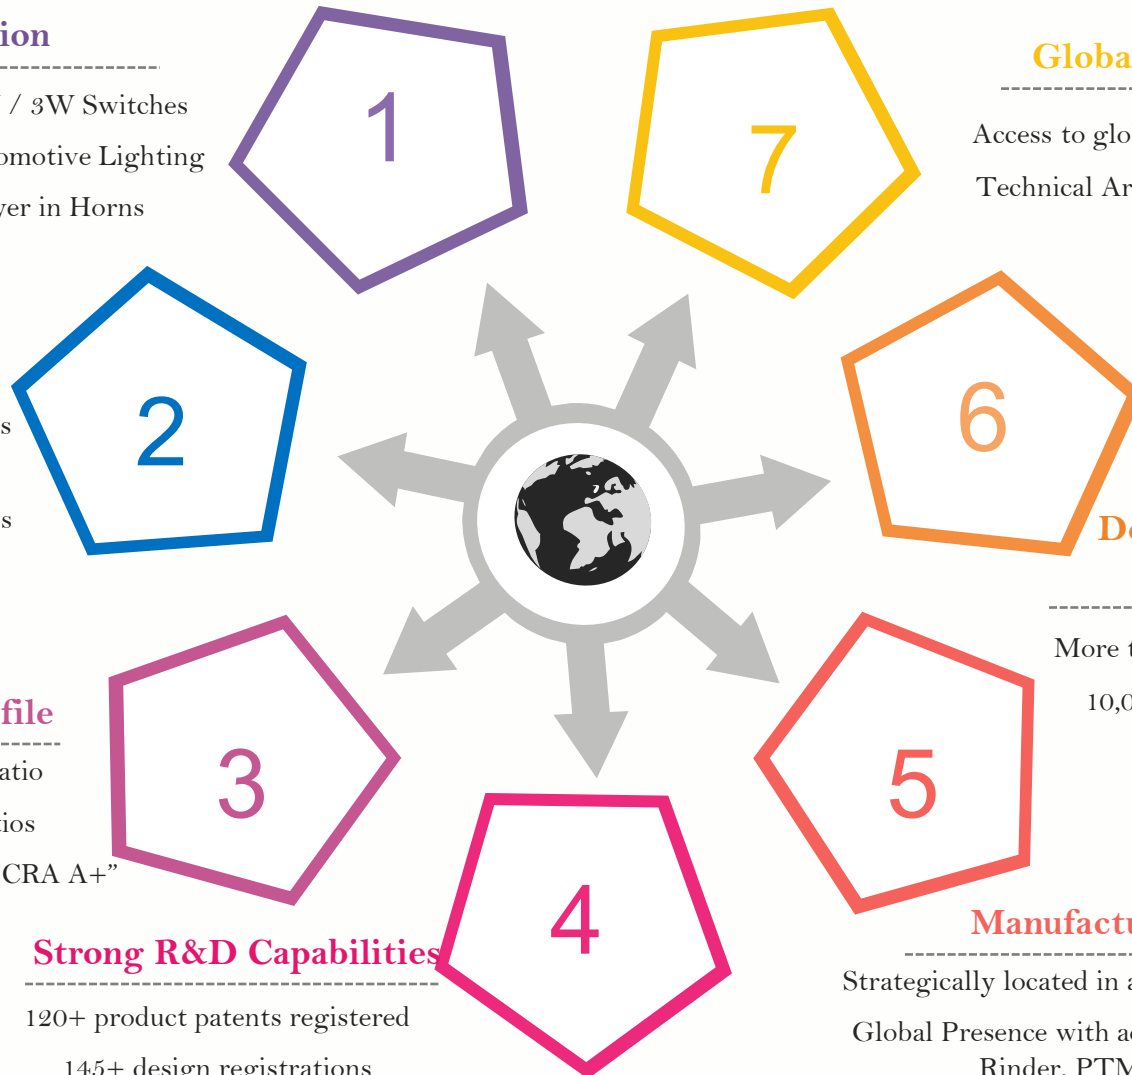 ion
/ 3W Switches
omotive Lighting
yer in Horns
1
7
Globa
Access to glo
Technical Ar
2
s
s
6
De
More t
10,0
3
file
atio
tios
CRA A+”
5
4
Strong R&D Capabilities
120+ product patents registered
145+ design registrations
Manufactu
Strategically located in a
Global Presence with ac
Rinder, PTM